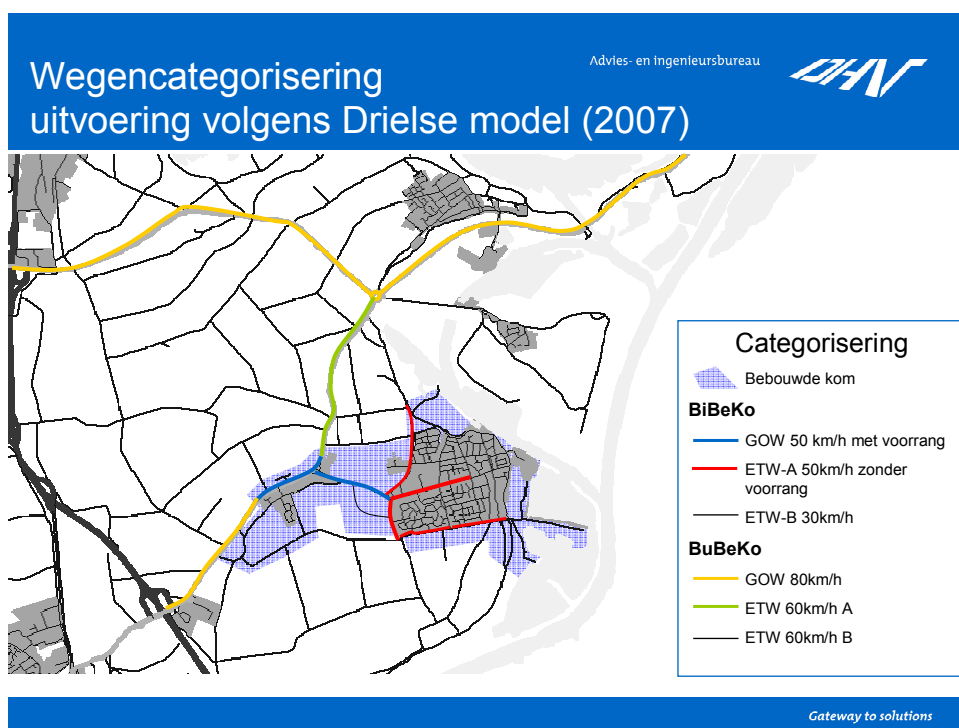 Wegencategorisering
uitvoering volgens Drielse model (2007)
Advies- en ingenieursbureau
DHV
Categorisering
Bebouwde kom
BiBeKo
GOW 50 km/h met voorrang
ETW-A 50km/h zonder
voorrang
ETW-B 30km/h
BuBeKo
GOW 80km/h
ETW 60km/h A
ETW 60km/h B
Gateway to solutions